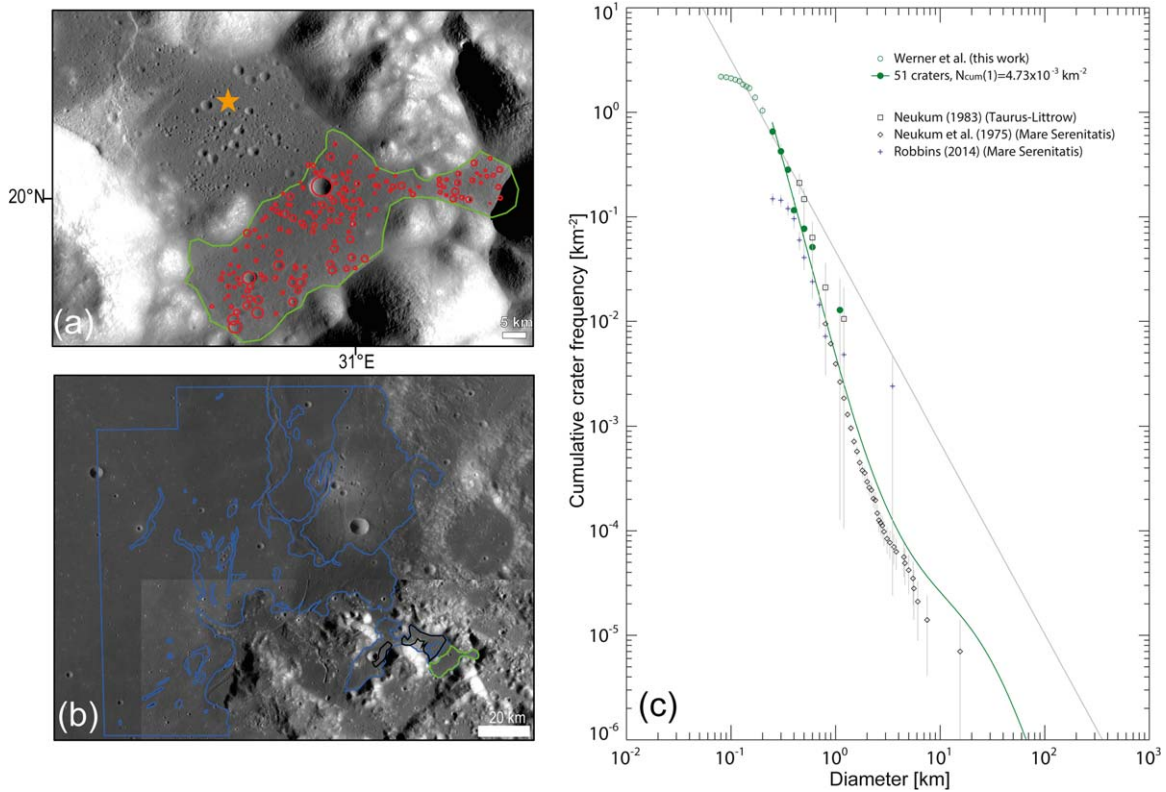 20°N
(a)
5 km
31°E
(b)
20 km
Cumulative crater frequency [km⁻²]
10¹
10⁰
10⁻¹
10⁻²
10⁻³
10⁻⁴
10⁻⁵
10⁻⁶
Werner et al. (this work)
51 craters, Ncum(1)=4.73x10⁻³ km⁻²
Neukum (1983) (Taurus-Littrow)
Neukum et al. (1975) (Mare Serenitatis)
Robbins (2014) (Mare Serenitatis)
(c)
10⁻² 10⁻¹ 10⁰ 10¹ 10² 10³
Diameter [km]